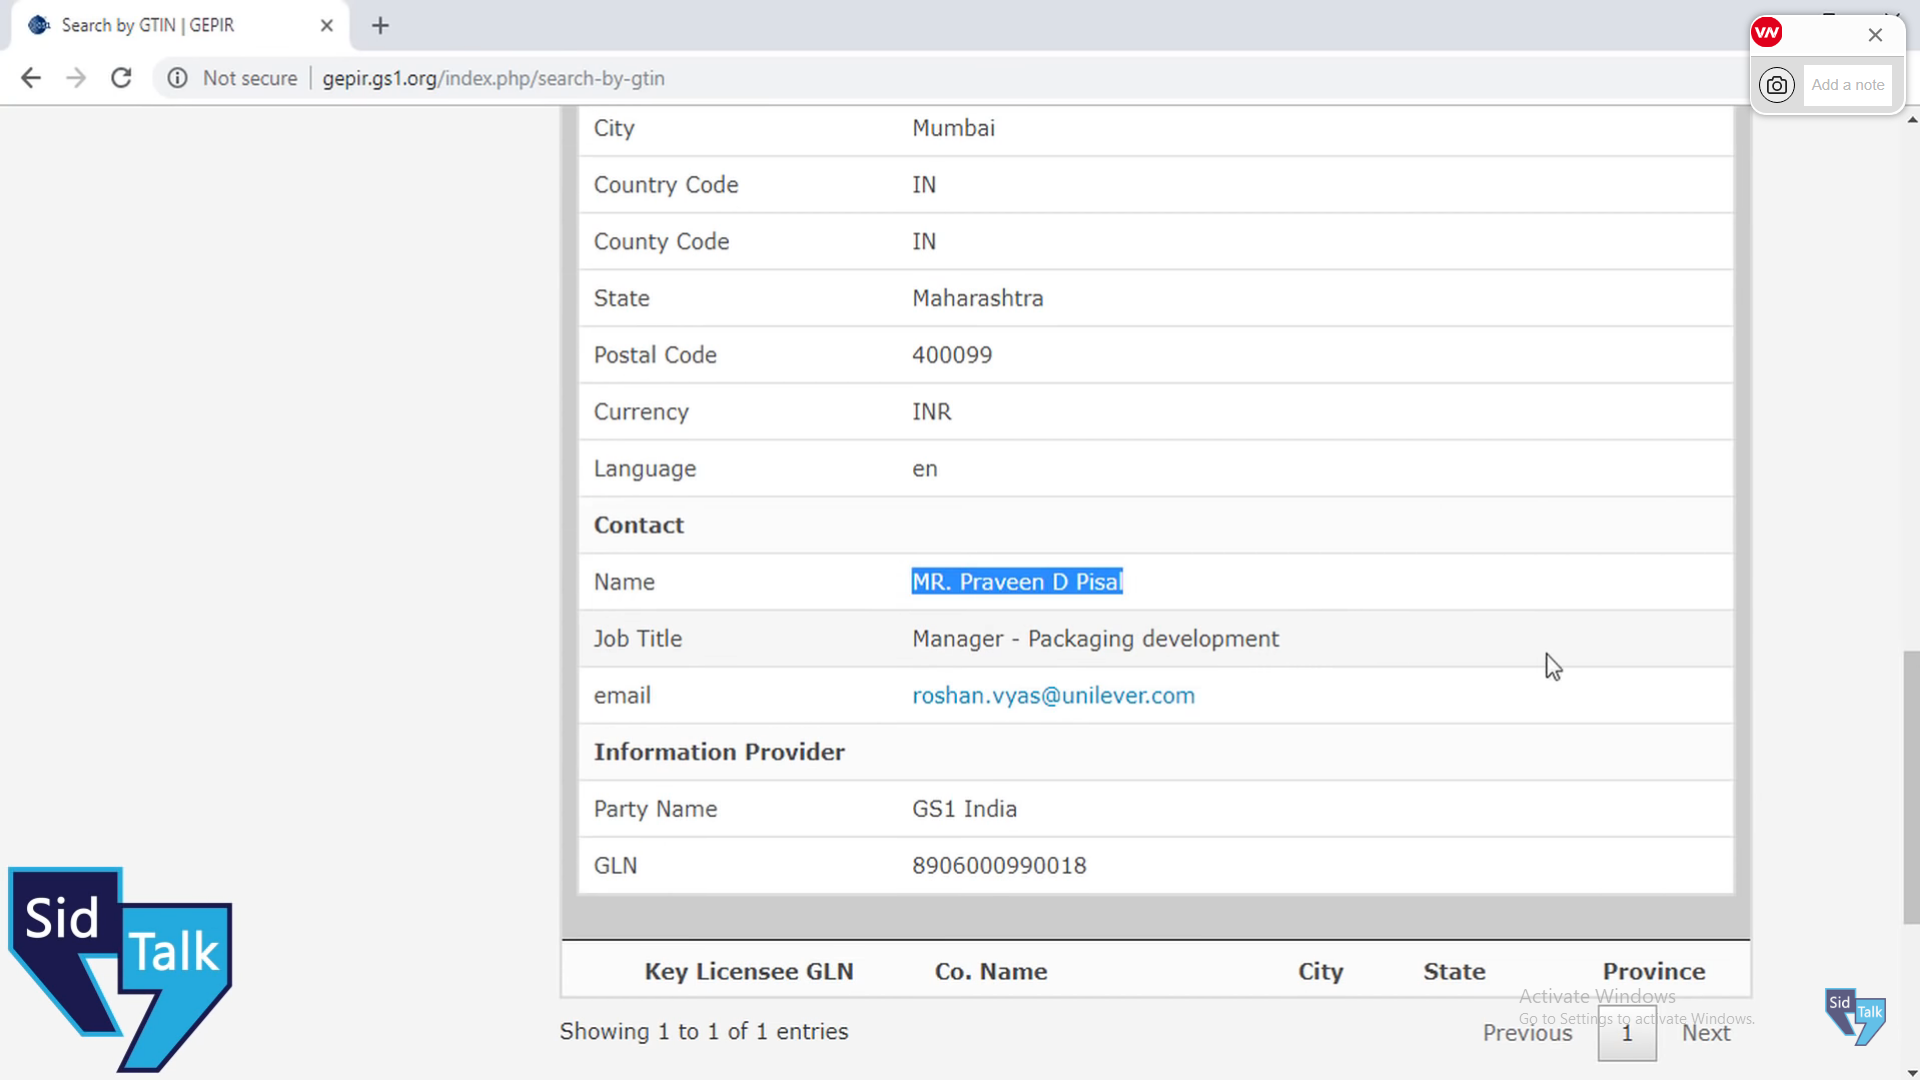 Search by GTIN | GEPIR
Not secure gepir.gs1.org/index.php/search-by-gtin
Add a note
City Mumbai
Country Code IN
County Code IN
State Maharashtra
Postal Code 400099
Currency INR
Language en
Contact
Name MR. Praveen D Pisal
Job Title Manager - Packaging development
email roshan.vyas@unilever.com
Information Provider
Party Name GS1 India
GLN 8906000990018
Key Licensee GLN Co. Name City State Province
Showing 1 to 1 of 1 entries
Previous 1 Next
Activate Windows
Go to Settings to activate Windows.
Sid
Talk
Sid
Talk